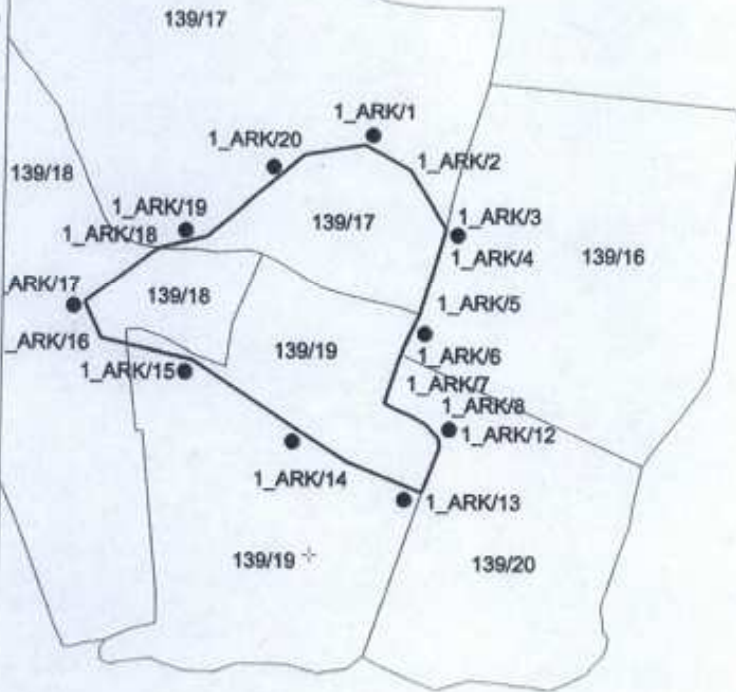 139/17
1_ARK/1
1_ARK/20
1_ARK/2
139/18
1_ARK/19
139/17
1_ARK/3
1_ARK/18
1_ARK/4
139/16
_ARK/17
139/18
1_ARK/5
_ARK/16
139/19
1_ARK/6
1_ARK/15
1_ARK/7
1_ARK/8
1_ARK/12
1_ARK/14
1_ARK/13
139/19
139/20